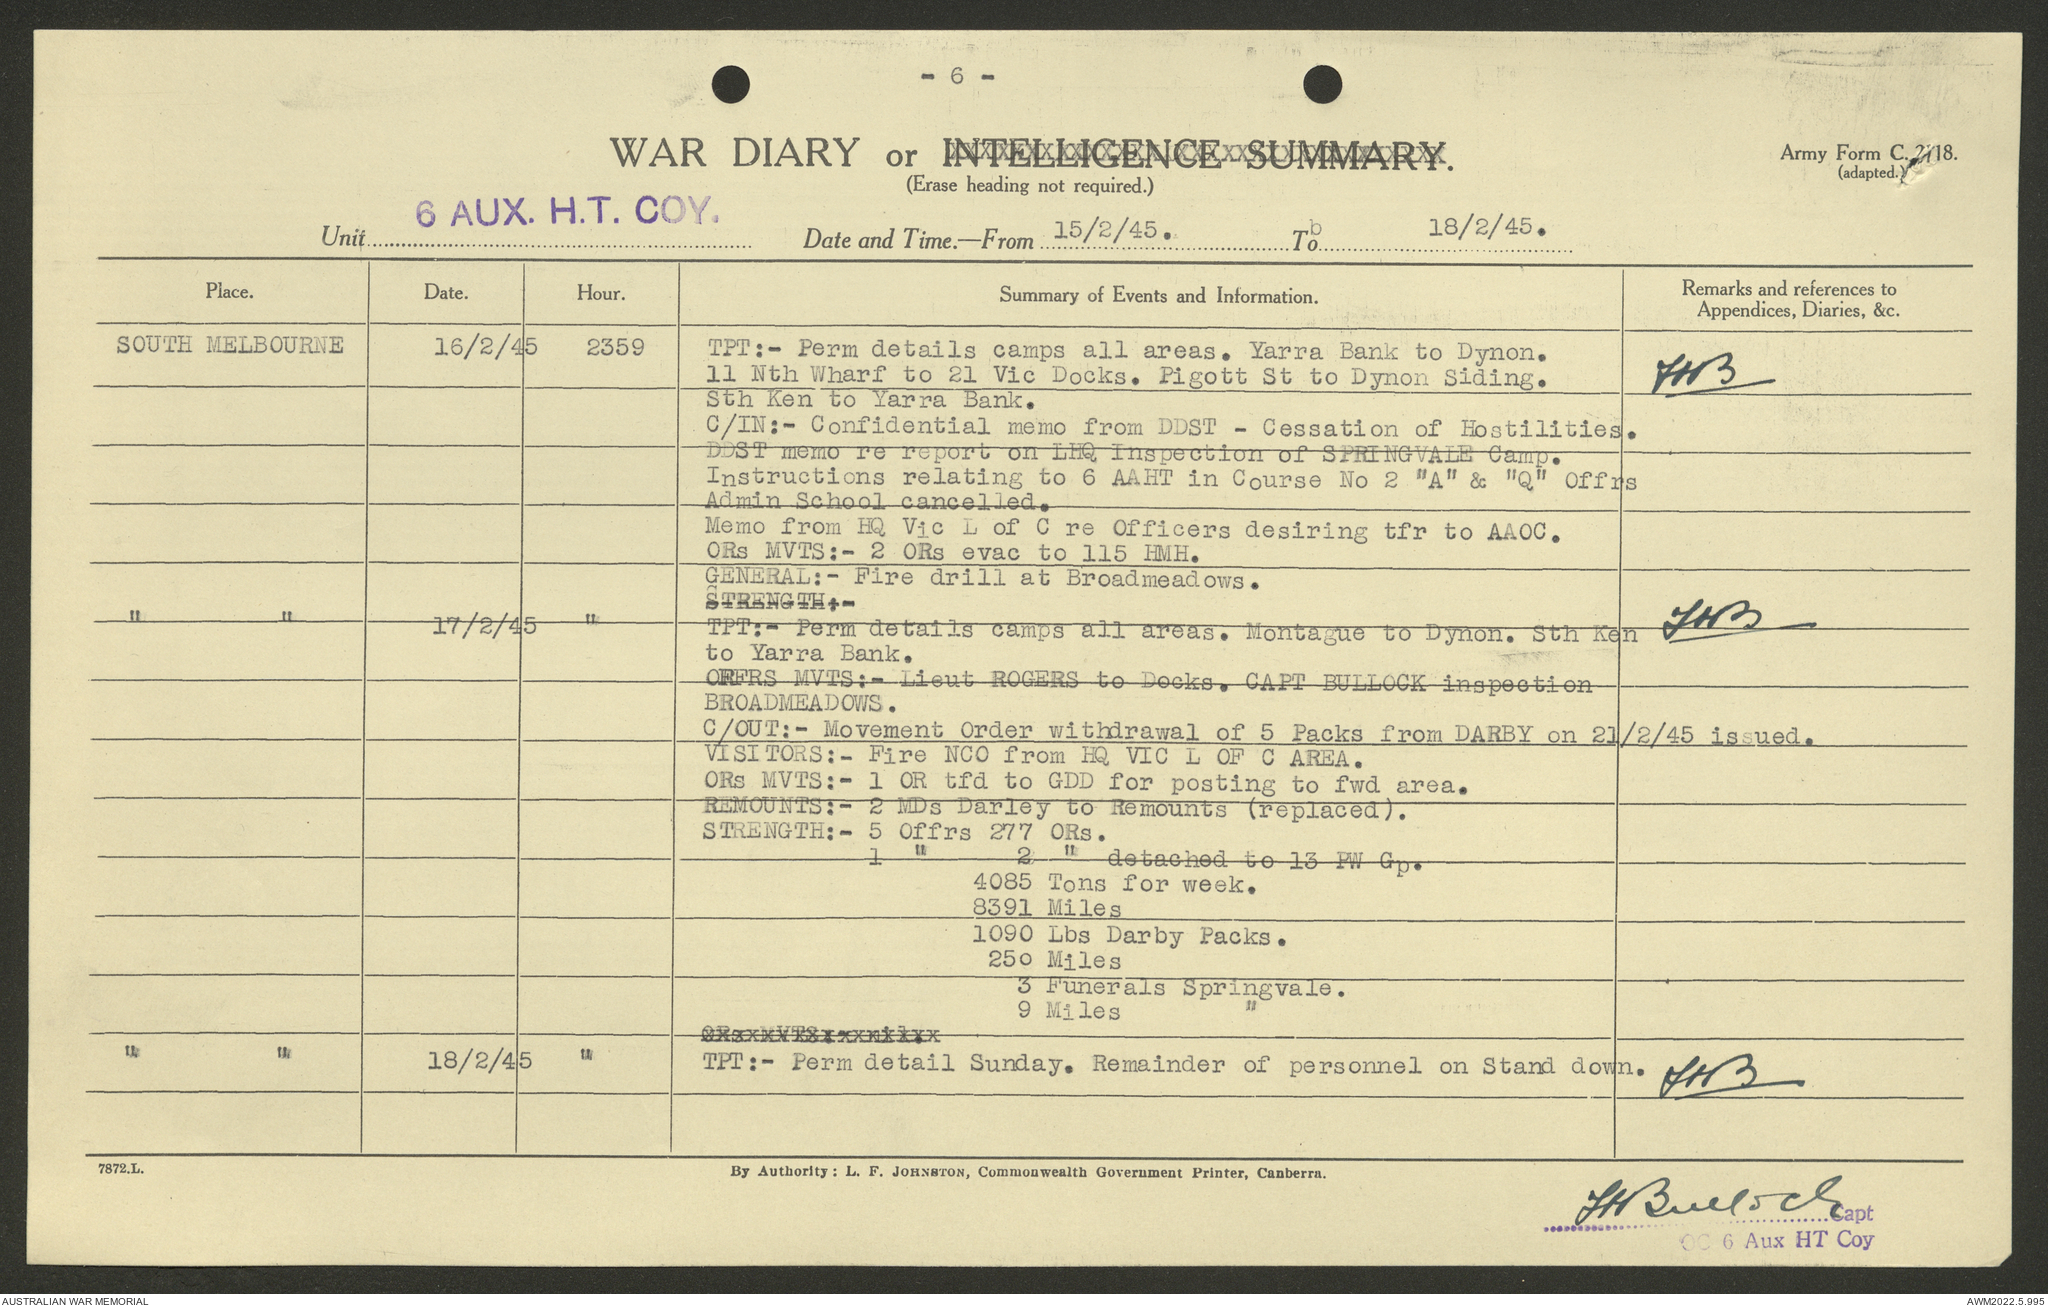 - 6 -
WAR DIARY or INTELLIGENCE SUMMARY.
(Erase heading not required.)
Army Form C. 2118.
(adapted.)
Unit 6 AUX. H.T. COY. Date and Time.—From 15/2/45. To 18/2/45.
Place. Date. Hour. Summary of Events and Information. Remarks and references to Appendices, Diaries, &c.
SOUTH MELBOURNE 16/2/45 2359 TPT:- Perm details camps all areas. Yarra Bank to Dynon.
11 Nth Wharf to 21 Vic Docks. Pigott St to Dynon Siding. FHB
Sth Ken to Yarra Bank.
C/IN:- Confidential memo from DDST - Cessation of Hostilities.
DDST memo re report on LHQ Inspection of SPRINGVALE Camp.
Instructions relating to 6 AAHT in Course No 2 "A" & "Q" Offrs
Admin School cancelled.
Memo from HQ Vic L of C re Officers desiring tfr to AAOC.
ORs MVTS:- 2 ORs evac to 115 HMH.
GENERAL:- Fire drill at Broadmeadows.
STRENGTH:-
" " 17/2/45 " TPT:- Perm details camps all areas. Montague to Dynon. Sth Ken FHB
to Yarra Bank.
OFFRS MVTS:- Lieut ROGERS to Docks. CAPT BULLOCK inspection
BROADMEADOWS.
C/OUT:- Movement Order withdrawal of 5 Packs from DARBY on 21/2/45 issued.
VISITORS:- Fire NCO from HQ VIC L OF C AREA.
ORs MVTS:- 1 OR tfd to GDD for posting to fwd area.
REMOUNTS:- 2 MDs Darley to Remounts (replaced).
STRENGTH:- 5 Offrs 277 ORs.
1 " 2 " detached to 13 PW Gp.
4085 Tons for week.
8391 Miles
1090 Lbs Darby Packs.
250 Miles
3 Funerals Springvale.
9 Miles "
ORs MVTS:- nil.
" " 18/2/45 " TPT:- Perm detail Sunday. Remainder of personnel on Stand down. FHB
7872.L.
By Authority: L. F. JOHNSTON, Commonwealth Government Printer, Canberra.
FHBullock Capt
OC 6 Aux HT Coy
AUSTRALIAN WAR MEMORIAL
AWM2022.5.995